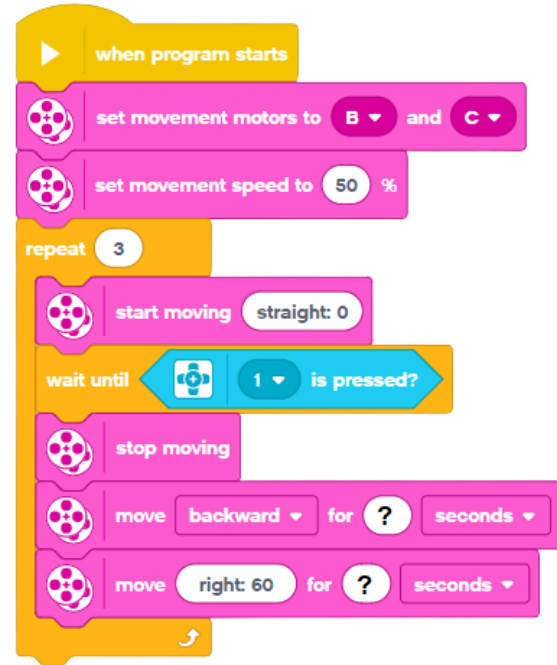 when program starts
set movement motors to B and C
set movement speed to 50 %
repeat 3
start moving straight: 0
wait until 1 is pressed?
stop moving
move backward for ? seconds
move right: 60 for ? seconds